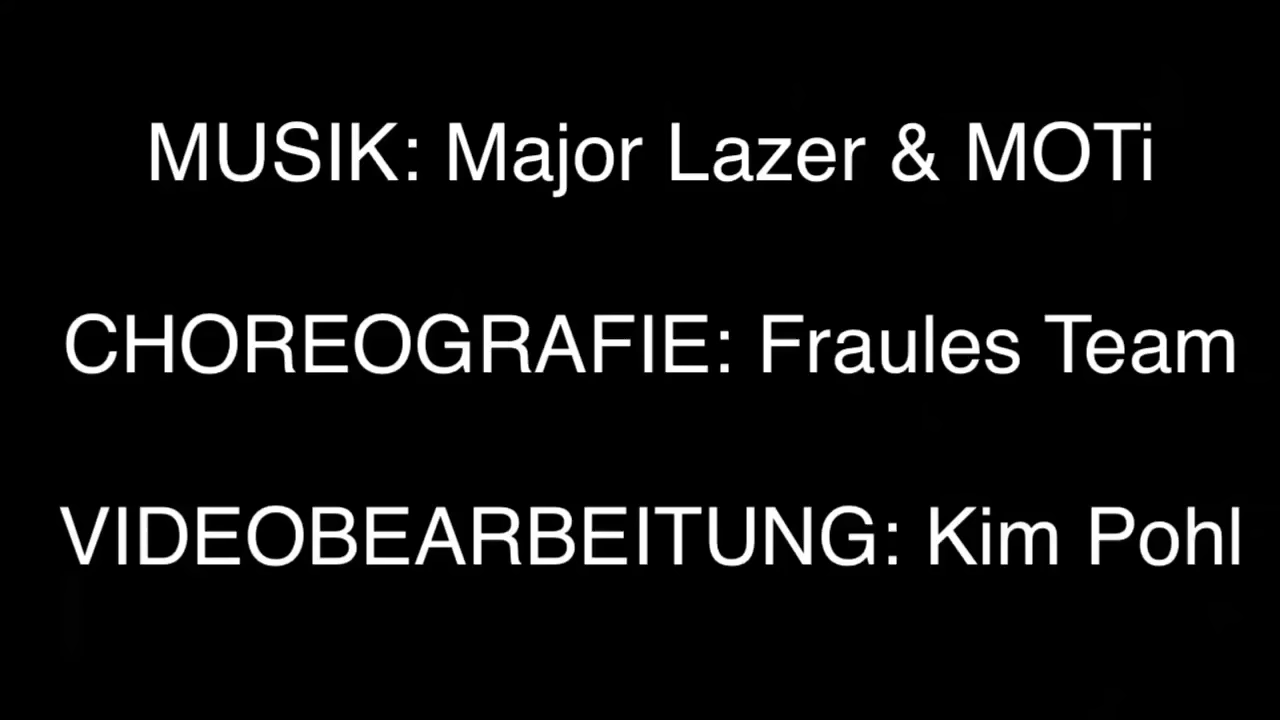 MUSIK: Major Lazer & MOTi
CHOREOGRAFIE: Fraules Team
VIDEOBEARBEITUNG: Kim Pohl